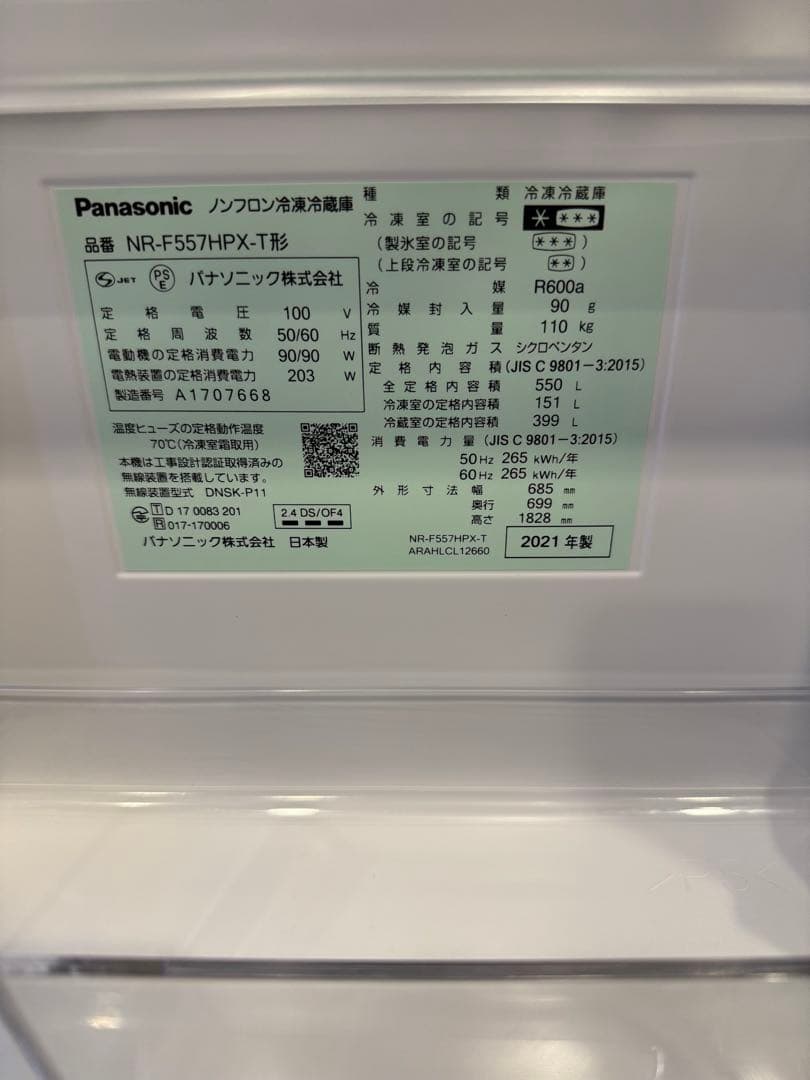 Panasonic ノンフロン冷凍冷蔵庫
品番 NR-F557HPX-T形
JET PSE パナソニック株式会社
定格電圧 100 V
定格周波数 50/60 Hz
電動機の定格消費電力 90/90 W
電熱装置の定格消費電力 203 W
製造番号 A1707668
温度ヒューズの定格動作温度
70℃(冷凍室霜取用)
本機は工事設計認証取得済みの
無線装置を搭載しています。
無線装置型式 DNSK-P11
T D 17 0083 201
R 017-170006
2.4 DS/OF4
パナソニック株式会社 日本製
種類 冷凍冷蔵庫
冷凍室の記号 * ***
(製氷室の記号 *** )
(上段冷凍室の記号 ** )
冷媒 R600a
冷媒封入量 90 g
質量 110 kg
断熱発泡ガス シクロペンタン
定格内容積 (JIS C 9801-3:2015)
全定格内容積 550 L
冷凍室の定格内容積 151 L
冷蔵室の定格内容積 399 L
消費電力量 (JIS C 9801-3:2015)
50Hz 265 kWh/年
60Hz 265 kWh/年
外形寸法 幅 685 mm
奥行 699 mm
高さ 1828 mm
NR-F557HPX-T
ARAHLCL12660
2021年製